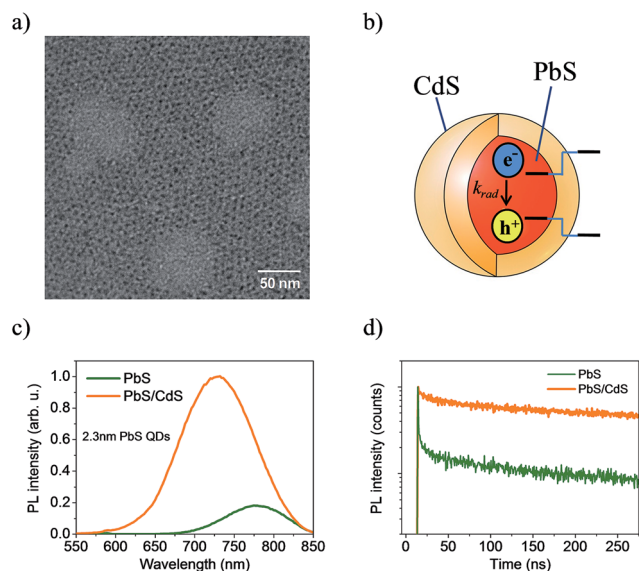 a)
50 nm
b)
CdS
PbS
e⁻
k_rad
h⁺
c)
PL intensity (arb. u.)
1.0
0.8
0.6
0.4
0.2
0.0
PbS
PbS/CdS
2.3nm PbS QDs
550 600 650 700 750 800 850
Wavelength (nm)
d)
PL intensity (counts)
PbS
PbS/CdS
0 50 100 150 200 250
Time (ns)